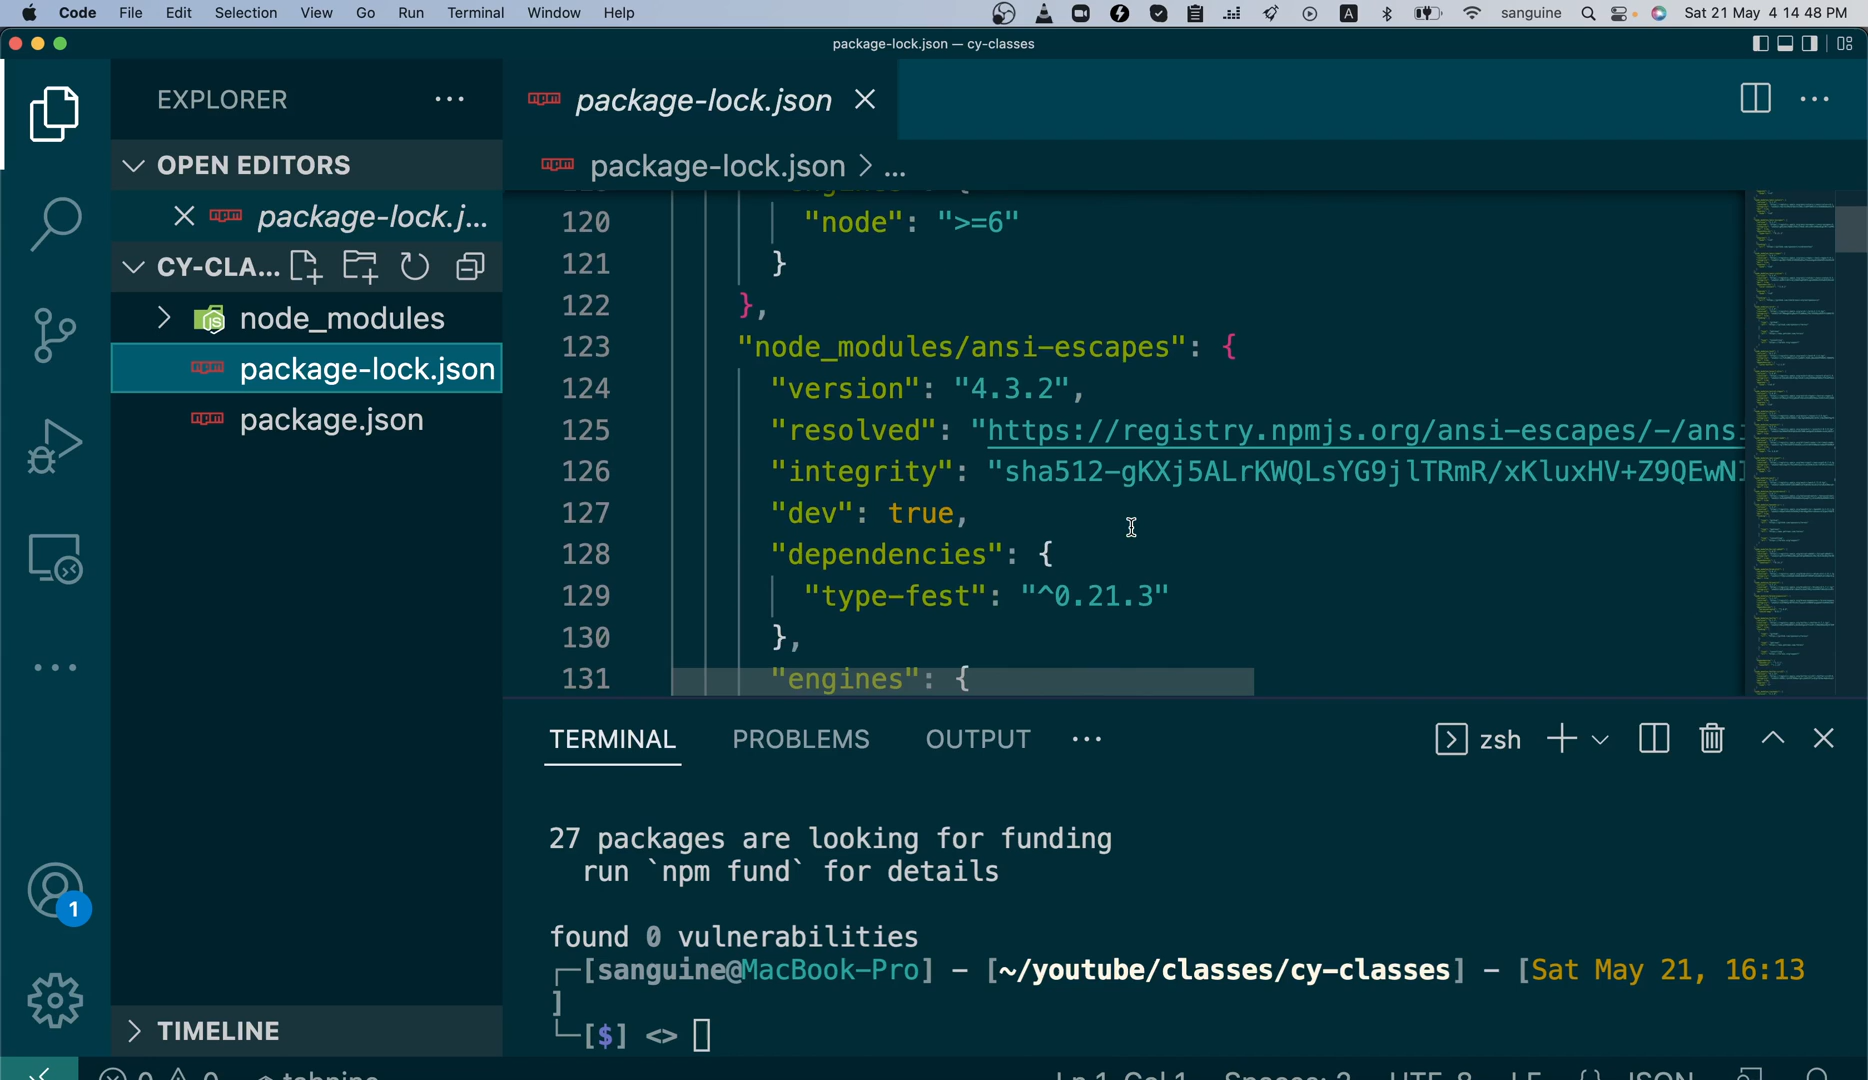 Code File Edit Selection View Go Run Terminal Window Help
A sanguine Sat 21 May 4 14 48 PM
package-lock.json — cy-classes
EXPLORER
OPEN EDITORS
package-lock.j...
CY-CLA...
node_modules
package-lock.json
package.json
TIMELINE
1
package-lock.json
package-lock.json > ...
120 "node": ">=6"
121 }
122 },
123 "node_modules/ansi-escapes": {
124 "version": "4.3.2",
125 "resolved": "https://registry.npmjs.org/ansi-escapes/-/ansi
126 "integrity": "sha512-gKXj5ALrKWQLsYG9jlTRmR/xKluxHV+Z9QEwNI
127 "dev": true,
128 "dependencies": {
129 "type-fest": "^0.21.3"
130 },
131 "engines": {
TERMINAL PROBLEMS OUTPUT ... zsh
27 packages are looking for funding
run `npm fund` for details
found 0 vulnerabilities
[sanguine@MacBook-Pro] - [~/youtube/classes/cy-classes] - [Sat May 21, 16:13
]
[$] <>